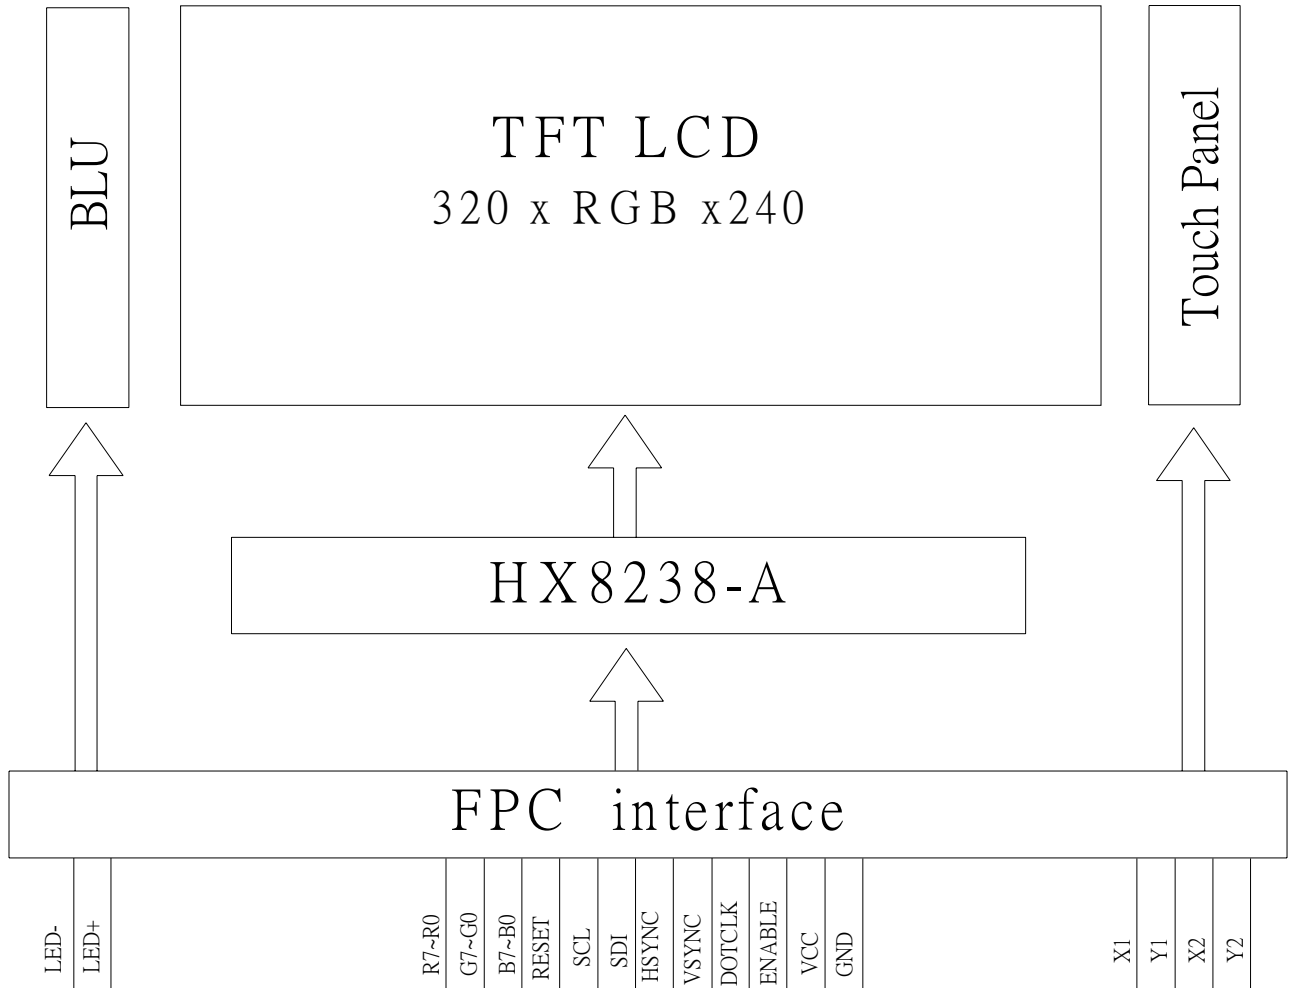 BLU
TFT LCD
320 x RGB x240
Touch Panel
HX8238-A
FPC interface
LED-
LED+
R7~R0
G7~G0
B7~B0
RESET
SCL
SDI
HSYNC
VSYNC
DOTCLK
ENABLE
VCC
GND
X1
Y1
X2
Y2